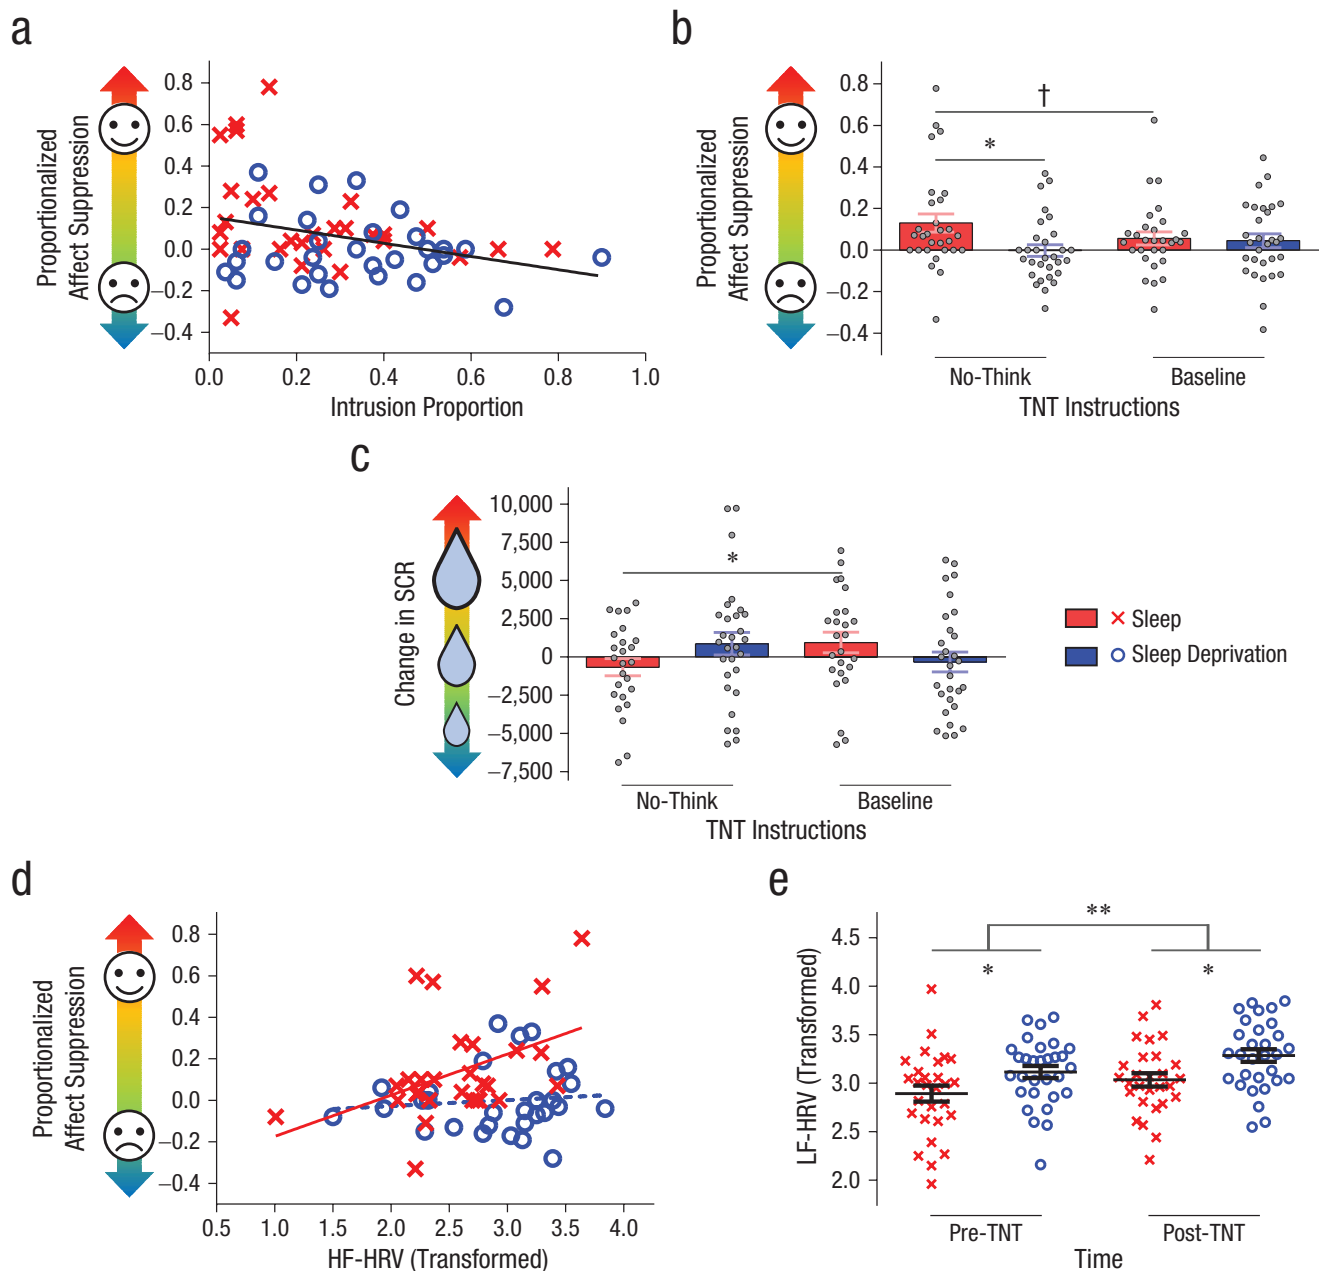 a
Proportionalized
Affect Suppression
0.8
0.6
0.4
0.2
0.0
−0.2
−0.4
0.0 0.2 0.4 0.6 0.8 1.0
Intrusion Proportion
b
Proportionalized
Affect Suppression
0.8
0.6
0.4
0.2
0.0
−0.2
−0.4
†
*
No-Think Baseline
TNT Instructions
c
Change in SCR
10,000
7,500
5,000
2,500
0
−2,500
−5,000
−7,500
*
No-Think Baseline
TNT Instructions
Sleep
Sleep Deprivation
d
Proportionalized
Affect Suppression
0.8
0.6
0.4
0.2
0.0
−0.2
−0.4
0.5 1.0 1.5 2.0 2.5 3.0 3.5 4.0
HF-HRV (Transformed)
e
LF-HRV (Transformed)
4.5
4.0
3.5
3.0
2.5
2.0
**
* *
Pre-TNT Post-TNT
Time